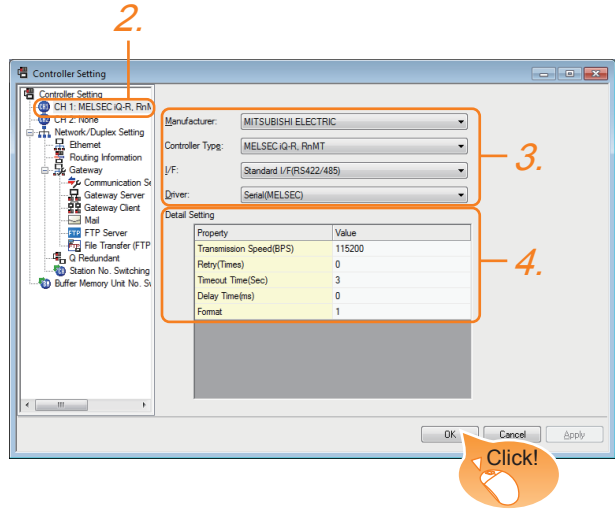 2.
Controller Setting
Controller Setting
CH 1: MELSEC iQ-R, RnM
CH 2: None
Network/Duplex Setting
Ethernet
Routing Information
Gateway
Communication Se
Gateway Server
Gateway Client
Mail
FTP FTP Server
File Transfer (FTP
Q Redundant
Station No. Switching
Buffer Memory Unit No. Sw
Manufacturer: MITSUBISHI ELECTRIC
Controller Type: MELSEC iQ-R, RnMT
I/F: Standard I/F(RS422/485)
Driver: Serial(MELSEC)
3.
Detail Setting
Property Value
Transmission Speed(BPS) 115200
Retry(Times) 0
Timeout Time(Sec) 3
Delay Time(ms) 0
Format 1
4.
OK Cancel Apply
Click!